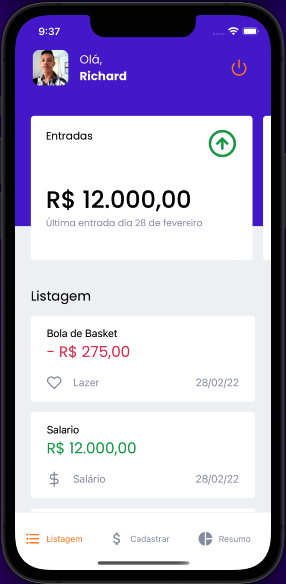 9:37
Olá,
Richard
Entradas
R$ 12.000,00
Última entrada dia 28 de fevereiro
Listagem
Bola de Basket
- R$ 275,00
Lazer 28/02/22
Salario
R$ 12.000,00
Salário 28/02/22
Listagem Cadastrar Resumo